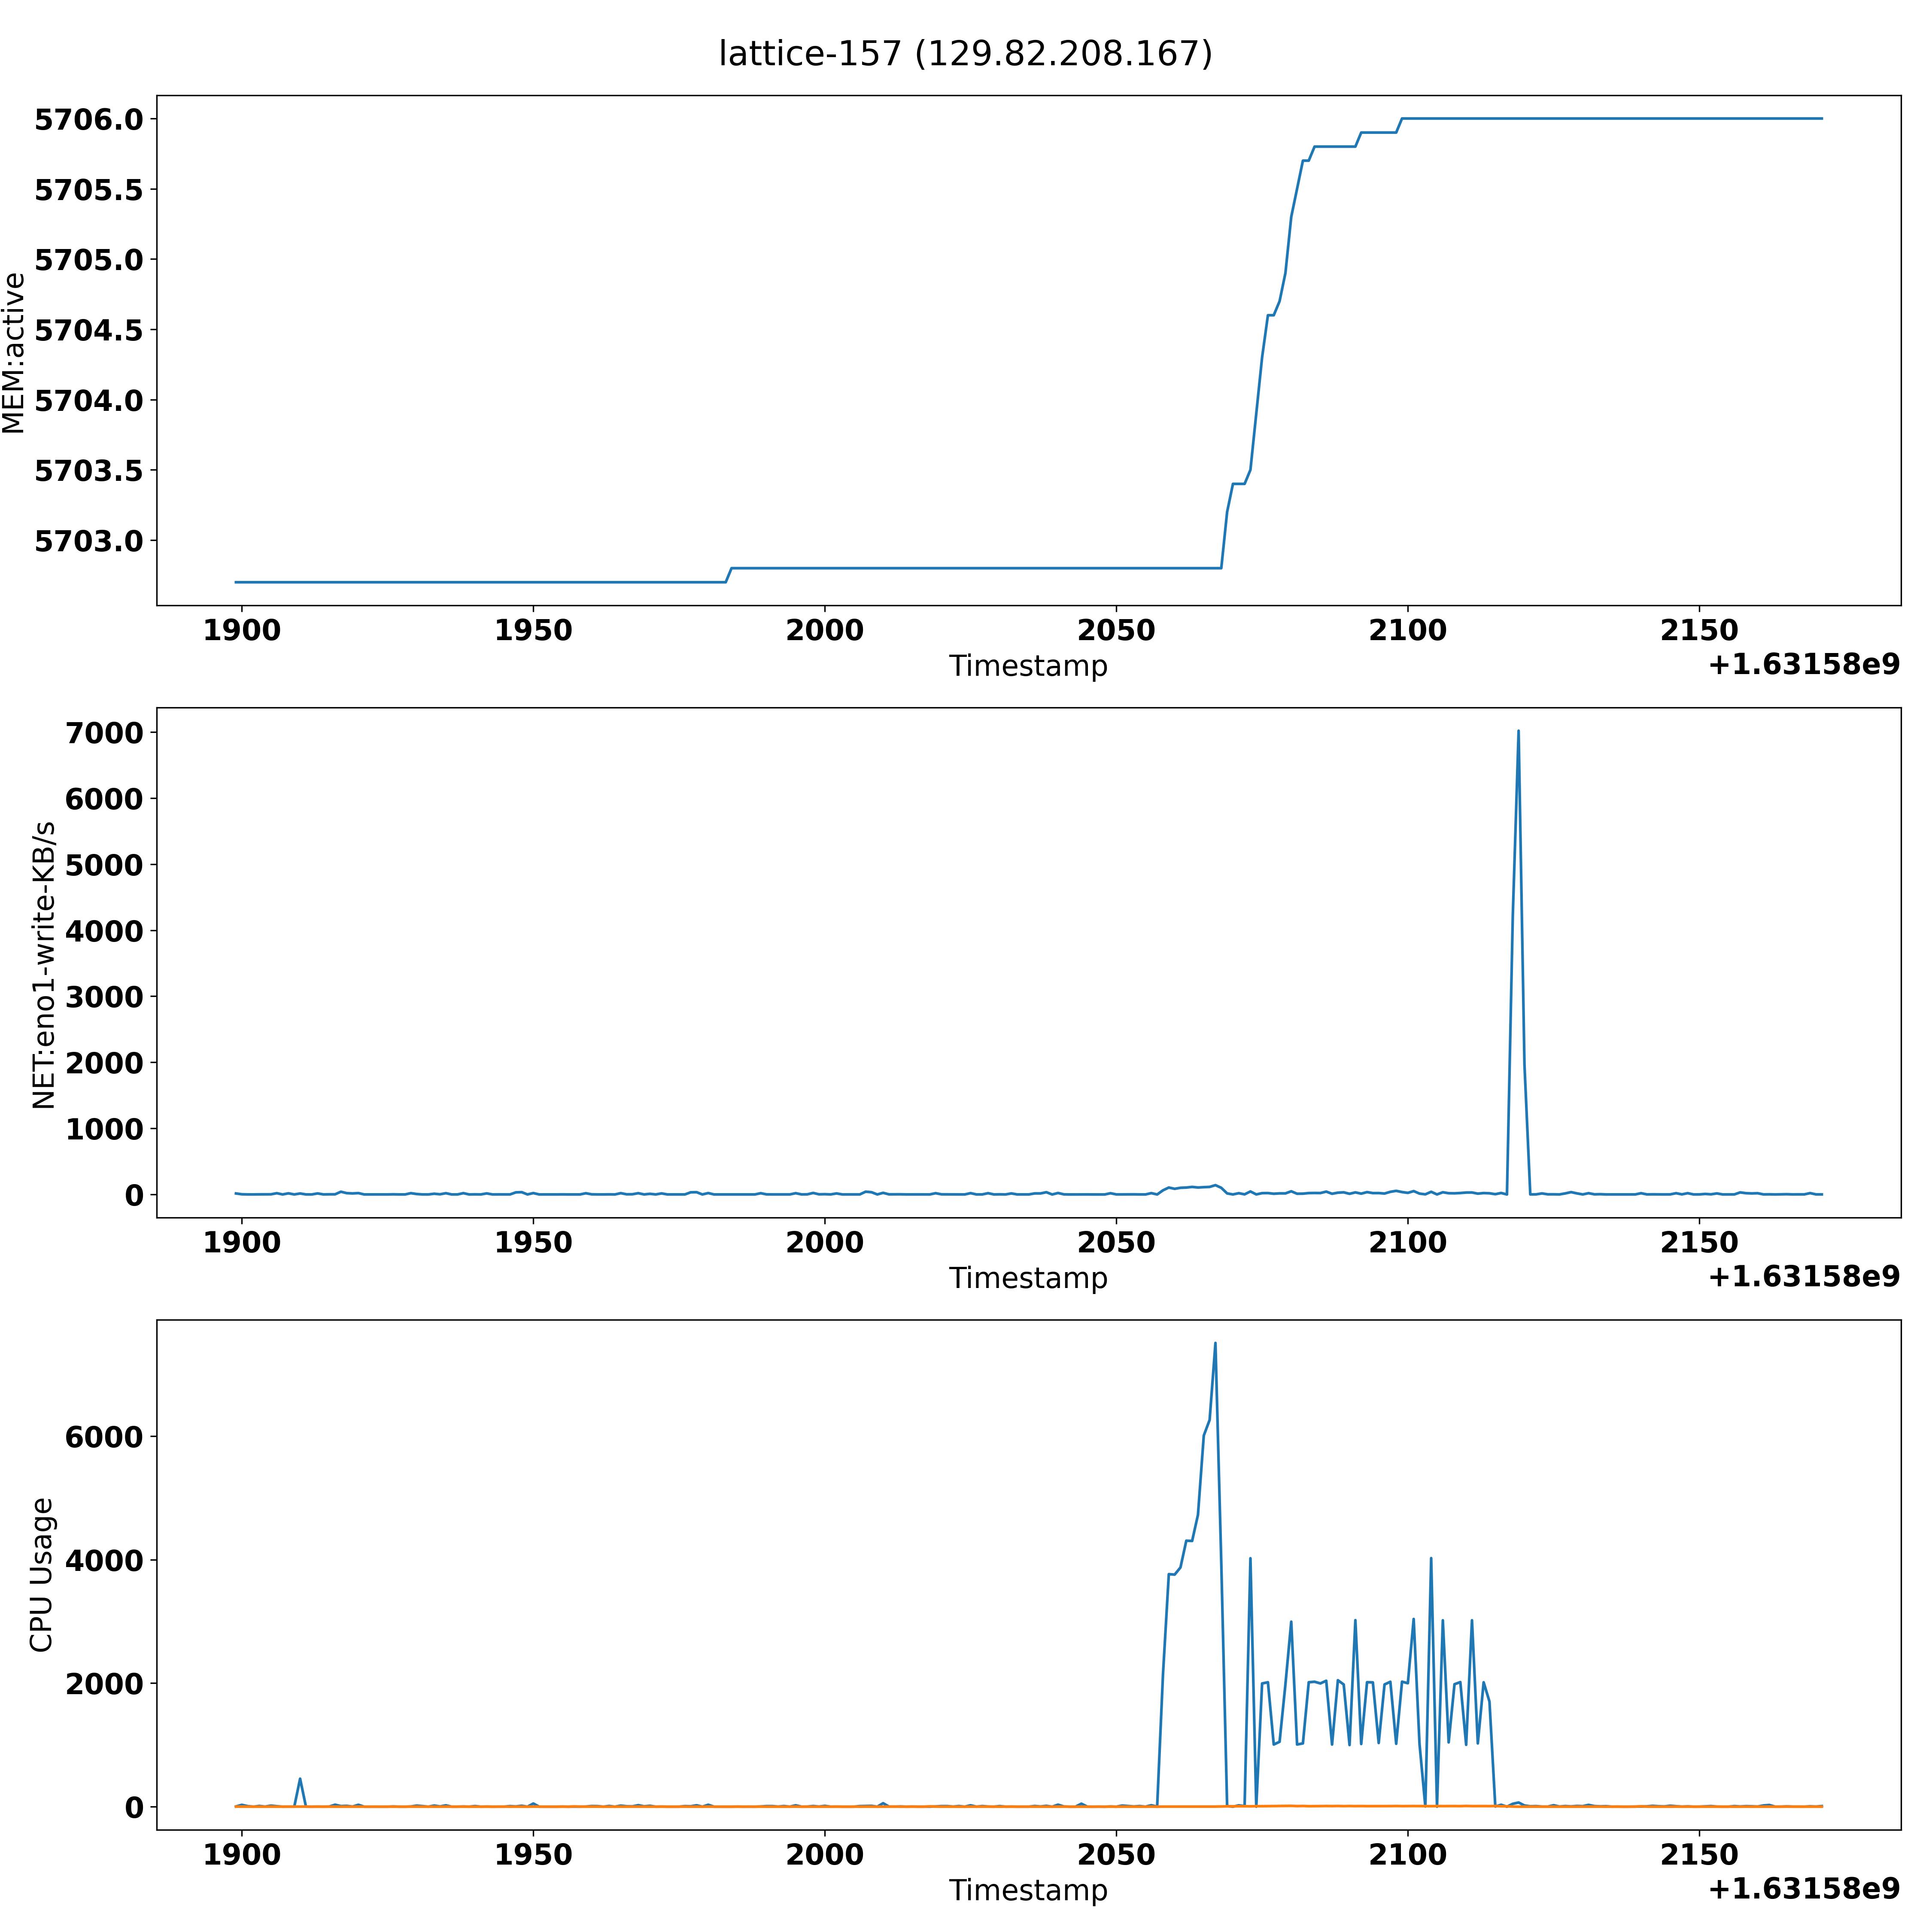 lattice-157 (129.82.208.167)
5706.0
5705.5
5705.0
5704.5
5704.0
5703.5
5703.0
MEM:active
1900 1950 2000 2050 2100 2150
Timestamp
+1.63158e9
7000
6000
5000
4000
3000
2000
1000
0
NET:eno1-write-KB/s
1900 1950 2000 2050 2100 2150
Timestamp
+1.63158e9
6000
4000
2000
0
CPU Usage
1900 1950 2000 2050 2100 2150
Timestamp
+1.63158e9